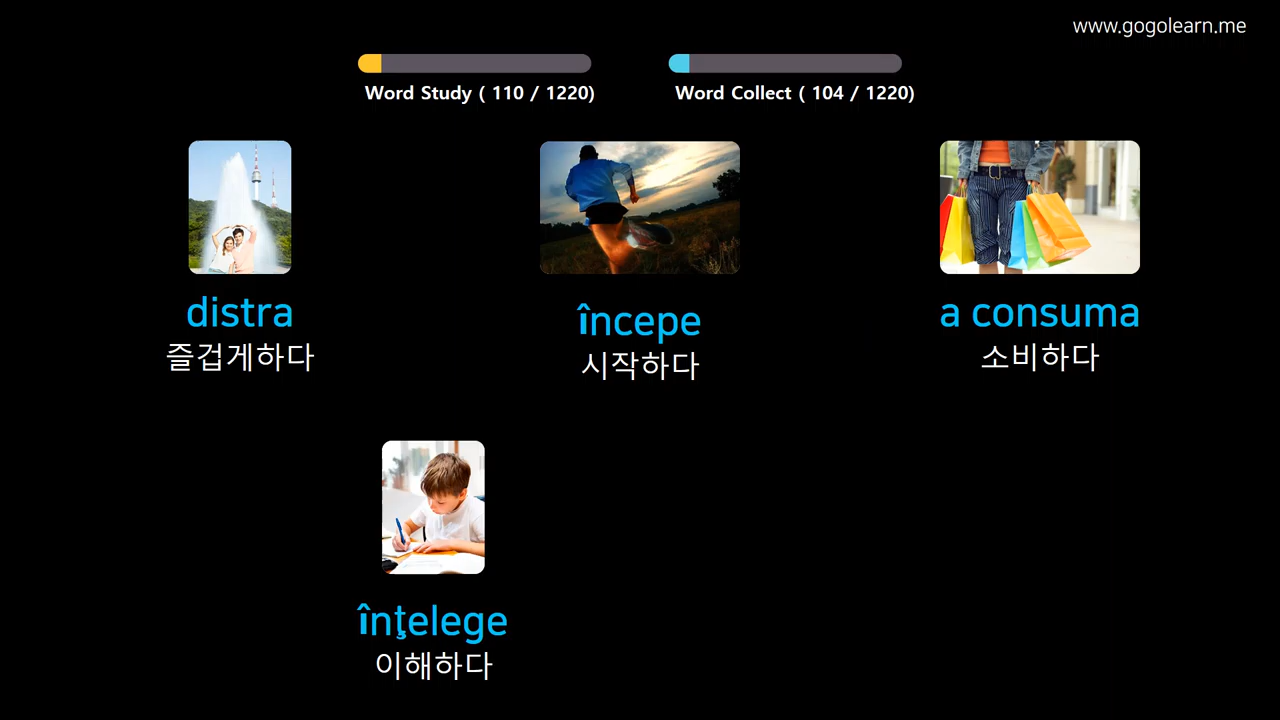 www.gogolearn.me
Word Study ( 110 / 1220)
Word Collect ( 104 / 1220)
distra
즐겁게하다
începe
시작하다
a consuma
소비하다
înţelege
이해하다